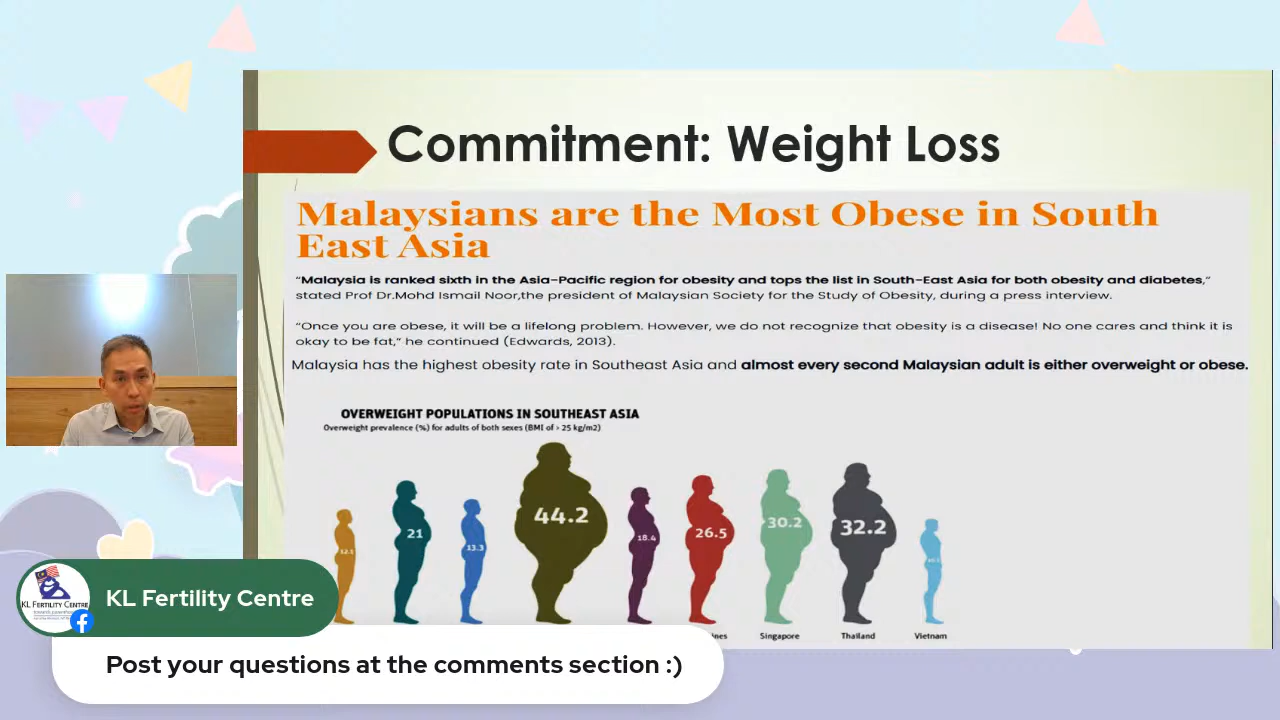 Commitment: Weight Loss
Malaysians are the Most Obese in South
East Asia
“Malaysia is ranked sixth in the Asia-Pacific region for obesity and tops the list in South-East Asia for both obesity and diabetes,”
stated Prof Dr.Mohd Ismail Noor,the president of Malaysian Society for the Study of Obesity, during a press interview.
“Once you are obese, it will be a lifelong problem. However, we do not recognize that obesity is a disease! No one cares and think it is
okay to be fat,” he continued (Edwards, 2013).
Malaysia has the highest obesity rate in Southeast Asia and almost every second Malaysian adult is either overweight or obese.
OVERWEIGHT POPULATIONS IN SOUTHEAST ASIA
Overweight prevalence (%) for adults of both sexes (BMI of > 25 kg/m2)
12.1 21 13.3 44.2 18.4 26.5 30.2 32.2
Singapore Thailand Vietnam
KL FERTILITY CENTRE
KL Fertility Centre
Post your questions at the comments section :)